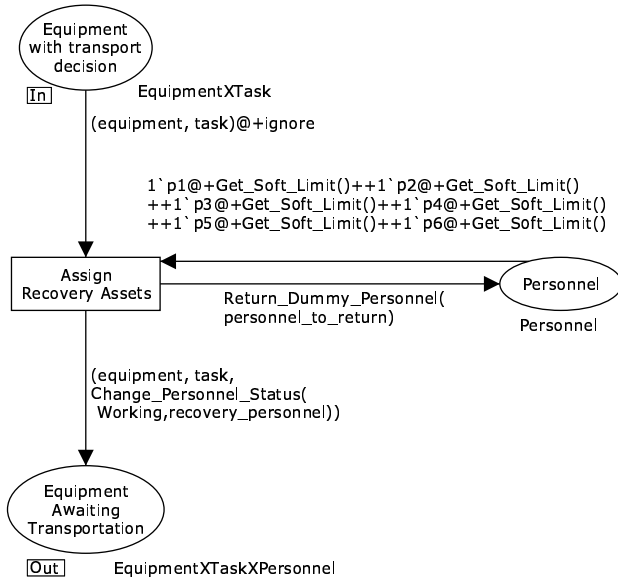 Equipment
with transport
decision
In
EquipmentXTask
(equipment, task)@+ignore
1`p1@+Get_Soft_Limit()++1`p2@+Get_Soft_Limit()
++1`p3@+Get_Soft_Limit()++1`p4@+Get_Soft_Limit()
++1`p5@+Get_Soft_Limit()++1`p6@+Get_Soft_Limit()
Assign
Recovery Assets
Personnel
Return_Dummy_Personnel(
personnel_to_return)
Personnel
(equipment, task,
Change_Personnel_Status(
Working,recovery_personnel))
Equipment
Awaiting
Transportation
Out
EquipmentXTaskXPersonnel